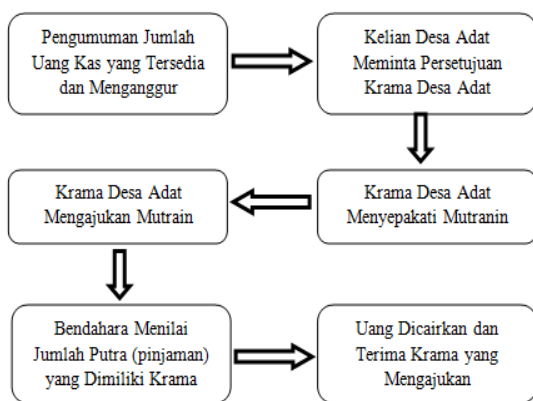 Pengumuman Jumlah
Uang Kas yang Tersedia
dan Menganggur
Kelian Desa Adat
Meminta Persetujuan
Krama Desa Adat
Krama Desa Adat
Menyepakati Mutranin
Krama Desa Adat
Mengajukan Mutrain
Bendahara Menilai
Jumlah Putra (pinjaman)
yang Dimiliki Krama
Uang Dicairkan dan
Terima Krama yang
Mengajukan